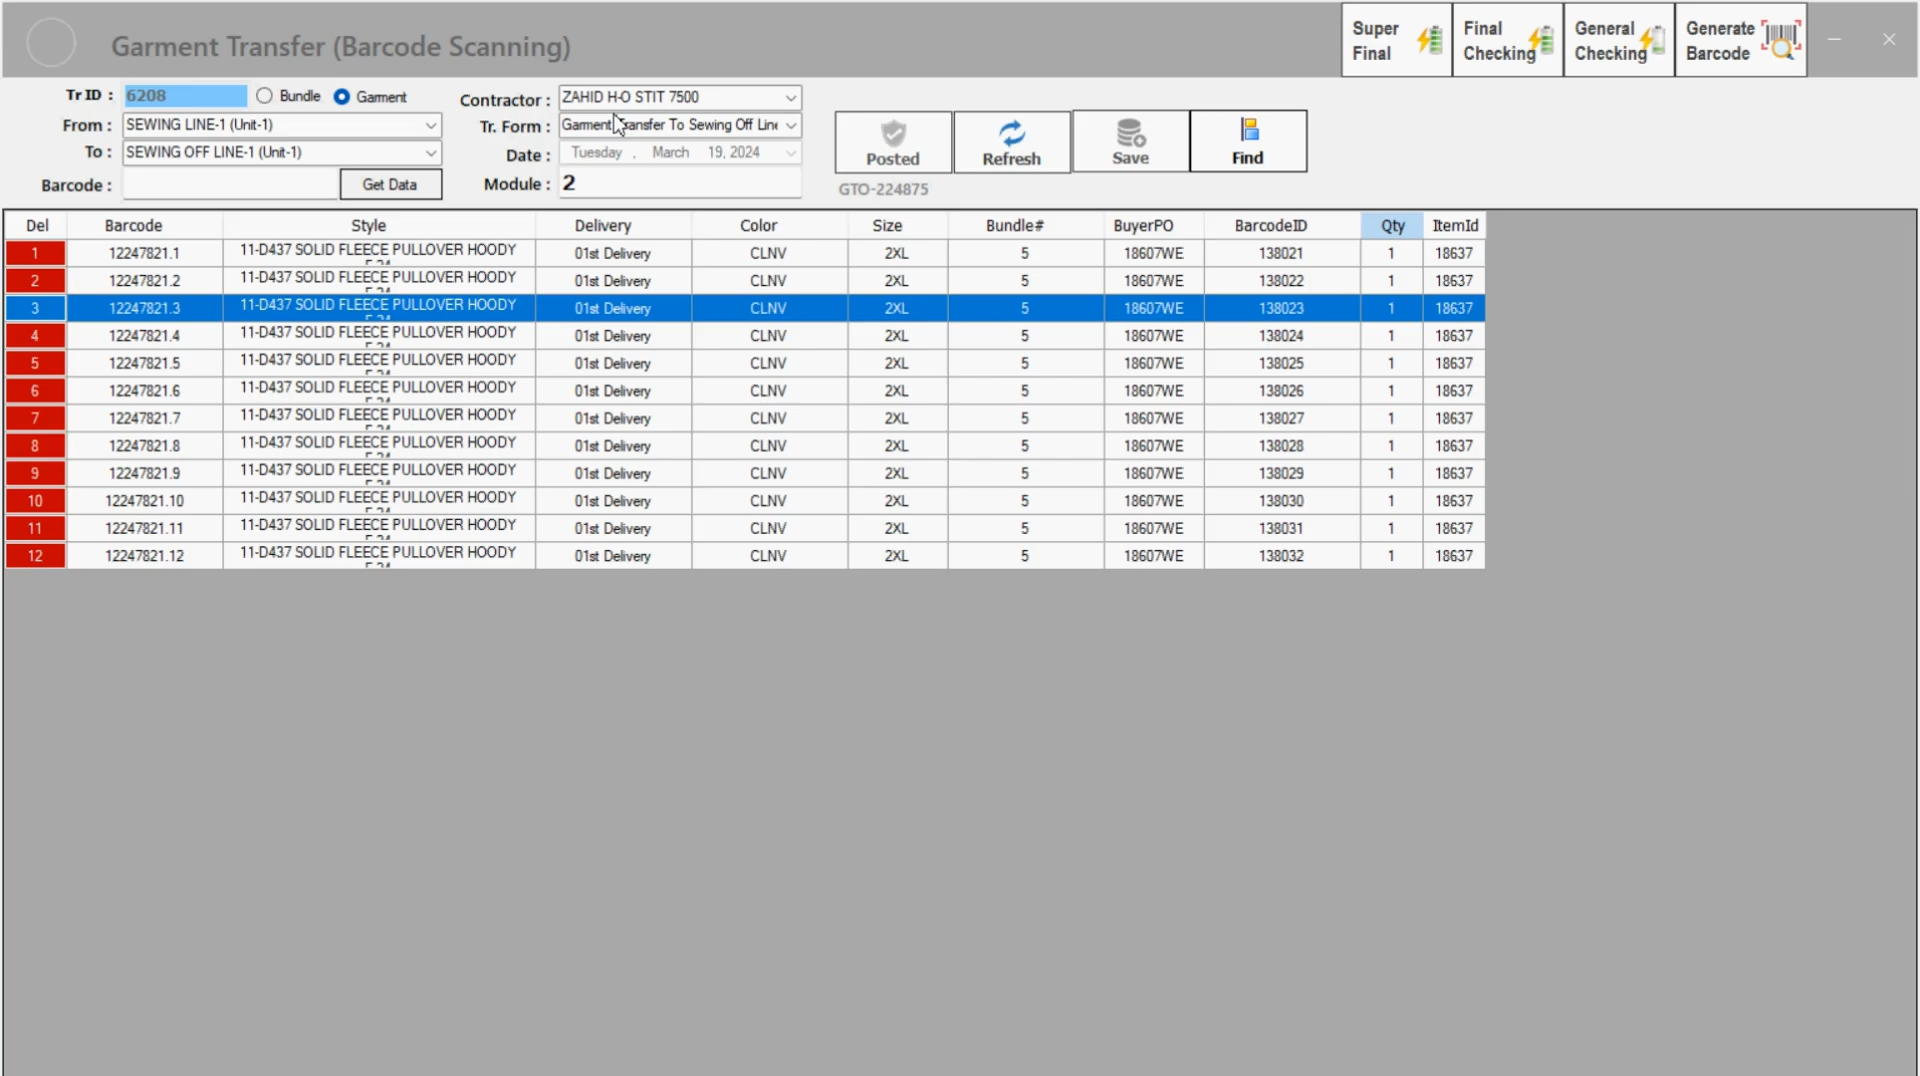 Garment Transfer (Barcode Scanning)
Super Final
Final Checking
General Checking
Generate Barcode
Tr ID : 6208 Bundle Garment Contractor : ZAHID H-O STIT 7500
From : SEWING LINE-1 (Unit-1) Tr. Form : Garment Transfer To Sewing Off Line
To : SEWING OFF LINE-1 (Unit-1) Date : Tuesday , March 19, 2024
Barcode : Get Data Module : 2
Posted Refresh Save Find
GTO-224875
Del Barcode Style Delivery Color Size Bundle# BuyerPO BarcodeID Qty ItemId
1 12247821.1 11-D437 SOLID FLEECE PULLOVER HOODY 01st Delivery CLNV 2XL 5 18607WE 138021 1 18637
2 12247821.2 11-D437 SOLID FLEECE PULLOVER HOODY 01st Delivery CLNV 2XL 5 18607WE 138022 1 18637
3 12247821.3 11-D437 SOLID FLEECE PULLOVER HOODY 01st Delivery CLNV 2XL 5 18607WE 138023 1 18637
4 12247821.4 11-D437 SOLID FLEECE PULLOVER HOODY 01st Delivery CLNV 2XL 5 18607WE 138024 1 18637
5 12247821.5 11-D437 SOLID FLEECE PULLOVER HOODY 01st Delivery CLNV 2XL 5 18607WE 138025 1 18637
6 12247821.6 11-D437 SOLID FLEECE PULLOVER HOODY 01st Delivery CLNV 2XL 5 18607WE 138026 1 18637
7 12247821.7 11-D437 SOLID FLEECE PULLOVER HOODY 01st Delivery CLNV 2XL 5 18607WE 138027 1 18637
8 12247821.8 11-D437 SOLID FLEECE PULLOVER HOODY 01st Delivery CLNV 2XL 5 18607WE 138028 1 18637
9 12247821.9 11-D437 SOLID FLEECE PULLOVER HOODY 01st Delivery CLNV 2XL 5 18607WE 138029 1 18637
10 12247821.10 11-D437 SOLID FLEECE PULLOVER HOODY 01st Delivery CLNV 2XL 5 18607WE 138030 1 18637
11 12247821.11 11-D437 SOLID FLEECE PULLOVER HOODY 01st Delivery CLNV 2XL 5 18607WE 138031 1 18637
12 12247821.12 11-D437 SOLID FLEECE PULLOVER HOODY 01st Delivery CLNV 2XL 5 18607WE 138032 1 18637